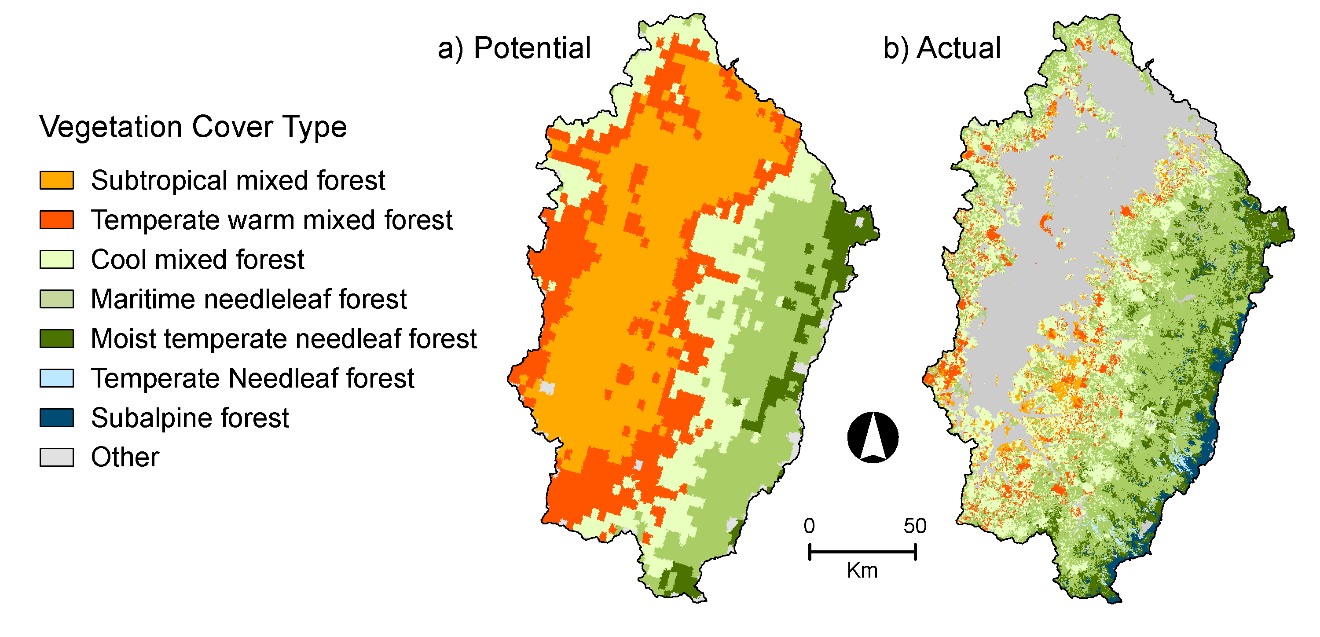 a) Potential
b) Actual
Vegetation Cover Type
Subtropical mixed forest
Temperate warm mixed forest
Cool mixed forest
Maritime needleleaf forest
Moist temperate needleaf forest
Temperate Needleaf forest
Subalpine forest
Other
0 50
Km